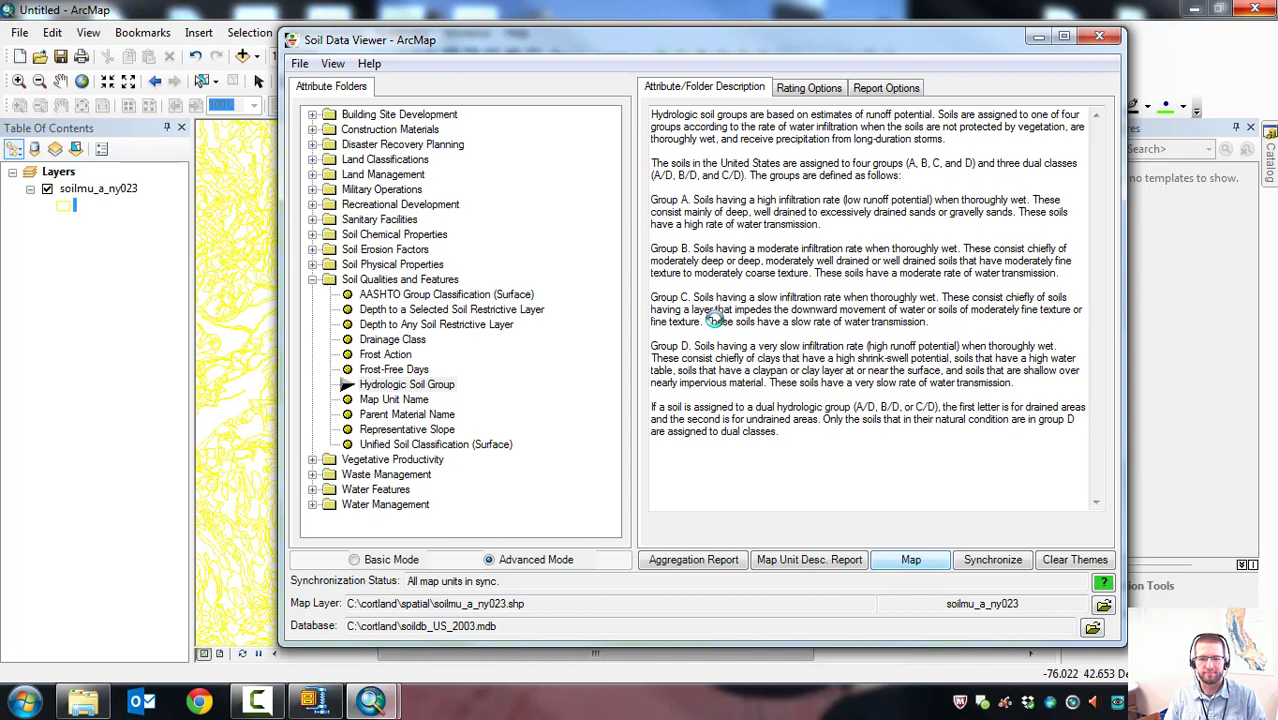 Untitled - ArcMap
File Edit View Bookmarks Insert Selection
100%
Table Of Contents
Layers
soilmu_a_ny023
Soil Data Viewer - ArcMap
File View Help
Attribute Folders
Building Site Development
Construction Materials
Disaster Recovery Planning
Land Classifications
Land Management
Military Operations
Recreational Development
Sanitary Facilities
Soil Chemical Properties
Soil Erosion Factors
Soil Physical Properties
Soil Qualities and Features
AASHTO Group Classification (Surface)
Depth to a Selected Soil Restrictive Layer
Depth to Any Soil Restrictive Layer
Drainage Class
Frost Action
Frost-Free Days
Hydrologic Soil Group
Map Unit Name
Parent Material Name
Representative Slope
Unified Soil Classification (Surface)
Vegetative Productivity
Waste Management
Water Features
Water Management
Basic Mode Advanced Mode
Attribute/Folder Description Rating Options Report Options
Hydrologic soil groups are based on estimates of runoff potential. Soils are assigned to one of four
groups according to the rate of water infiltration when the soils are not protected by vegetation, are
thoroughly wet, and receive precipitation from long-duration storms.
The soils in the United States are assigned to four groups (A, B, C, and D) and three dual classes
(A/D, B/D, and C/D). The groups are defined as follows:
Group A. Soils having a high infiltration rate (low runoff potential) when thoroughly wet. These
consist mainly of deep, well drained to excessively drained sands or gravelly sands. These soils
have a high rate of water transmission.
Group B. Soils having a moderate infiltration rate when thoroughly wet. These consist chiefly of
moderately deep or deep, moderately well drained or well drained soils that have moderately fine
texture to moderately coarse texture. These soils have a moderate rate of water transmission.
Group C. Soils having a slow infiltration rate when thoroughly wet. These consist chiefly of soils
having a layer that impedes the downward movement of water or soils of moderately fine texture or
fine texture. These soils have a slow rate of water transmission.
Group D. Soils having a very slow infiltration rate (high runoff potential) when thoroughly wet.
These consist chiefly of clays that have a high shrink-swell potential, soils that have a high water
table, soils that have a claypan or clay layer at or near the surface, and soils that are shallow over
nearly impervious material. These soils have a very slow rate of water transmission.
If a soil is assigned to a dual hydrologic group (A/D, B/D, or C/D), the first letter is for drained areas
and the second is for undrained areas. Only the soils that in their natural condition are in group D
are assigned to dual classes.
Aggregation Report Map Unit Desc. Report Map Synchronize Clear Themes
Synchronization Status: All map units in sync.
Map Layer: C:\cortland\spatial\soilmu_a_ny023.shp soilmu_a_ny023
Database: C:\cortland\soildb_US_2003.mdb
Search>
no templates to show.
Catalog
-76.022 42.653 De